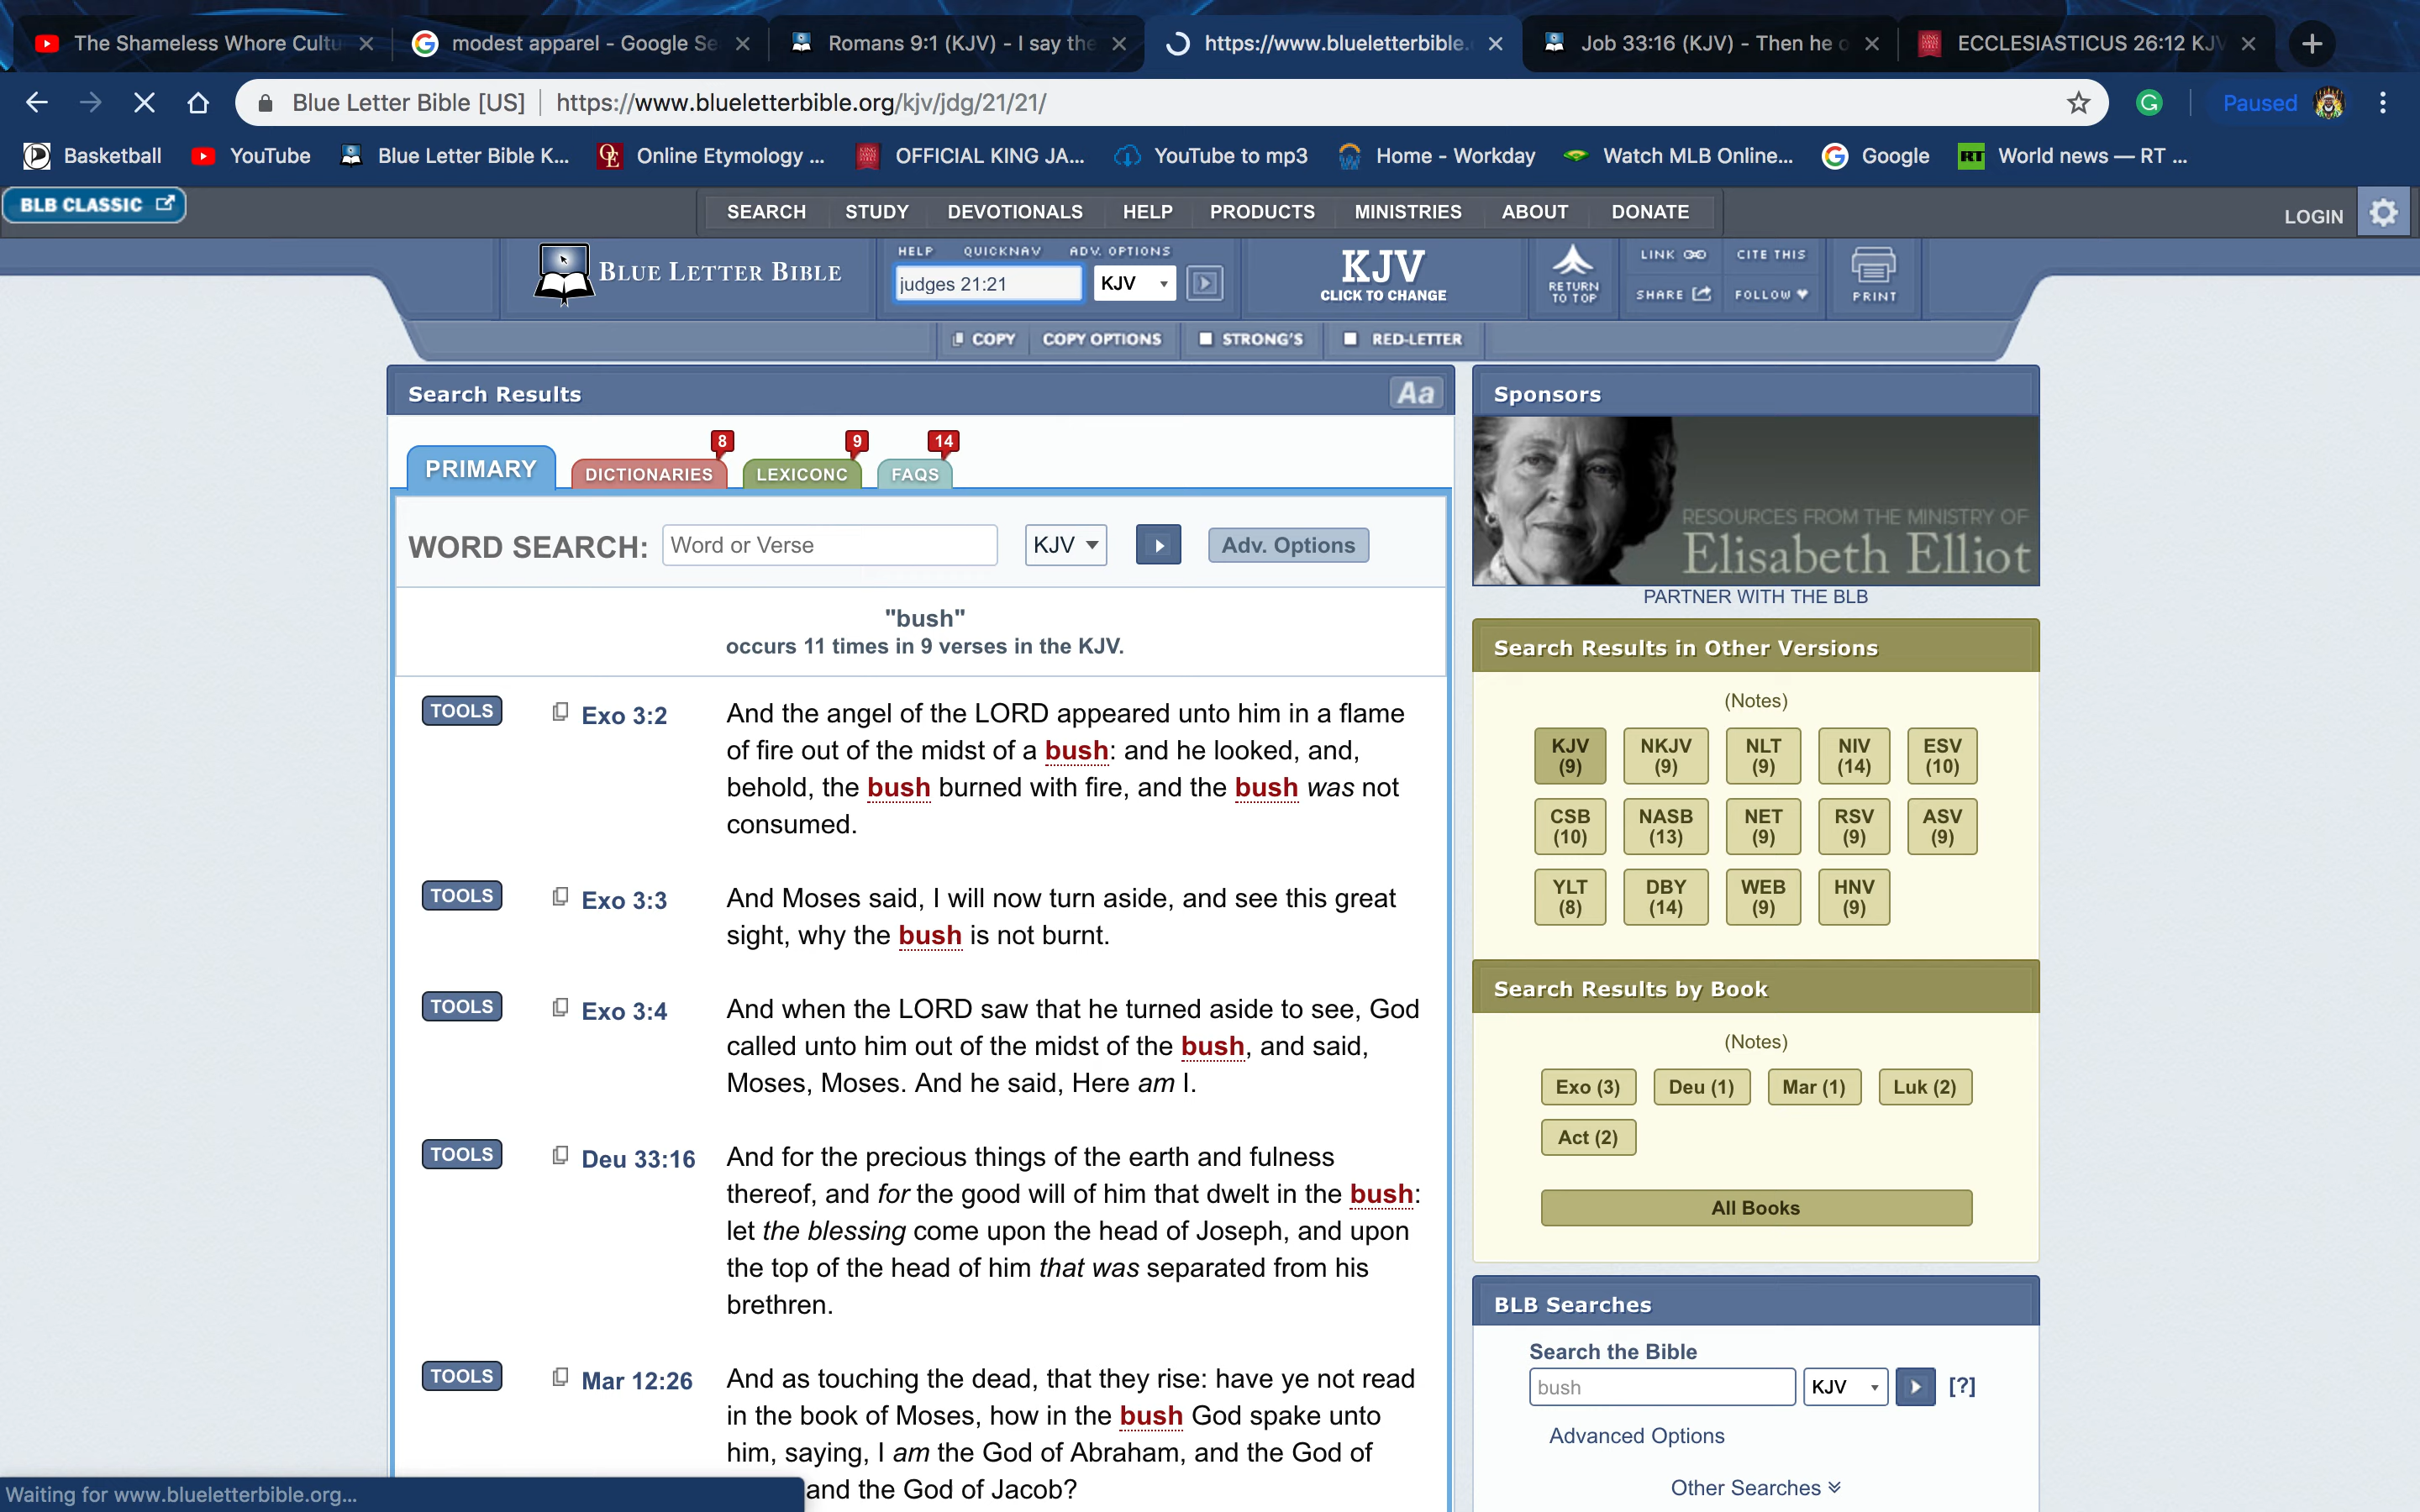 The Shameless Whore Cultu
modest apparel - Google Se
Romans 9:1 (KJV) - I say the
https://www.blueletterbible.
Job 33:16 (KJV) - Then he o
ECCLESIASTICUS 26:12 KJV
Blue Letter Bible [US] https://www.blueletterbible.org/kjv/jdg/21/21/
Paused
Basketball YouTube Blue Letter Bible K... Online Etymology ... OFFICIAL KING JA... YouTube to mp3 Home - Workday Watch MLB Online... Google World news — RT ...
BLB CLASSIC
SEARCH STUDY DEVOTIONALS HELP PRODUCTS MINISTRIES ABOUT DONATE
LOGIN
BLUE LETTER BIBLE
HELP QUICKNAV ADV. OPTIONS
judges 21:21 KJV
KJV
CLICK TO CHANGE
RETURN
TO TOP
LINK CITE THIS
SHARE FOLLOW
PRINT
COPY COPY OPTIONS STRONG'S RED-LETTER
Search Results Aa
PRIMARY
DICTIONARIES 8
LEXICONC 9
FAQS 14
WORD SEARCH: Word or Verse KJV Adv. Options
"bush"
occurs 11 times in 9 verses in the KJV.
TOOLS Exo 3:2 And the angel of the LORD appeared unto him in a flame
of fire out of the midst of a bush: and he looked, and,
behold, the bush burned with fire, and the bush was not
consumed.
TOOLS Exo 3:3 And Moses said, I will now turn aside, and see this great
sight, why the bush is not burnt.
TOOLS Exo 3:4 And when the LORD saw that he turned aside to see, God
called unto him out of the midst of the bush, and said,
Moses, Moses. And he said, Here am I.
TOOLS Deu 33:16 And for the precious things of the earth and fulness
thereof, and for the good will of him that dwelt in the bush:
let the blessing come upon the head of Joseph, and upon
the top of the head of him that was separated from his
brethren.
TOOLS Mar 12:26 And as touching the dead, that they rise: have ye not read
in the book of Moses, how in the bush God spake unto
him, saying, I am the God of Abraham, and the God of
and the God of Jacob?
Waiting for www.blueletterbible.org...
Sponsors
RESOURCES FROM THE MINISTRY OF
Elisabeth Elliot
PARTNER WITH THE BLB
Search Results in Other Versions
(Notes)
KJV (9) NKJV (9) NLT (9) NIV (14) ESV (10)
CSB (10) NASB (13) NET (9) RSV (9) ASV (9)
YLT (8) DBY (14) WEB (9) HNV (9)
Search Results by Book
(Notes)
Exo (3) Deu (1) Mar (1) Luk (2)
Act (2)
All Books
BLB Searches
Search the Bible
bush KJV [?]
Advanced Options
Other Searches